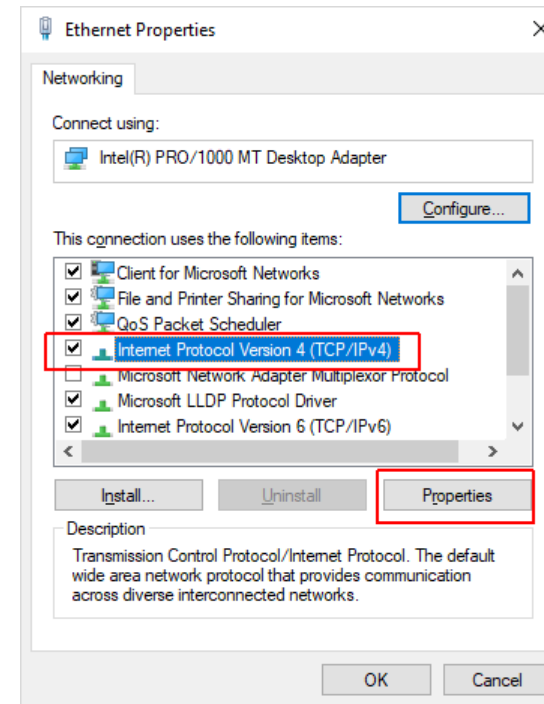 Ethernet Properties
Networking
Connect using:
Intel(R) PRO/1000 MT Desktop Adapter
Configure...
This connection uses the following items:
Client for Microsoft Networks
File and Printer Sharing for Microsoft Networks
QoS Packet Scheduler
Internet Protocol Version 4 (TCP/IPv4)
Microsoft Network Adapter Multiplexor Protocol
Microsoft LLDP Protocol Driver
Internet Protocol Version 6 (TCP/IPv6)
Install... Uninstall Properties
Description
Transmission Control Protocol/Internet Protocol. The default
wide area network protocol that provides communication
across diverse interconnected networks.
OK Cancel